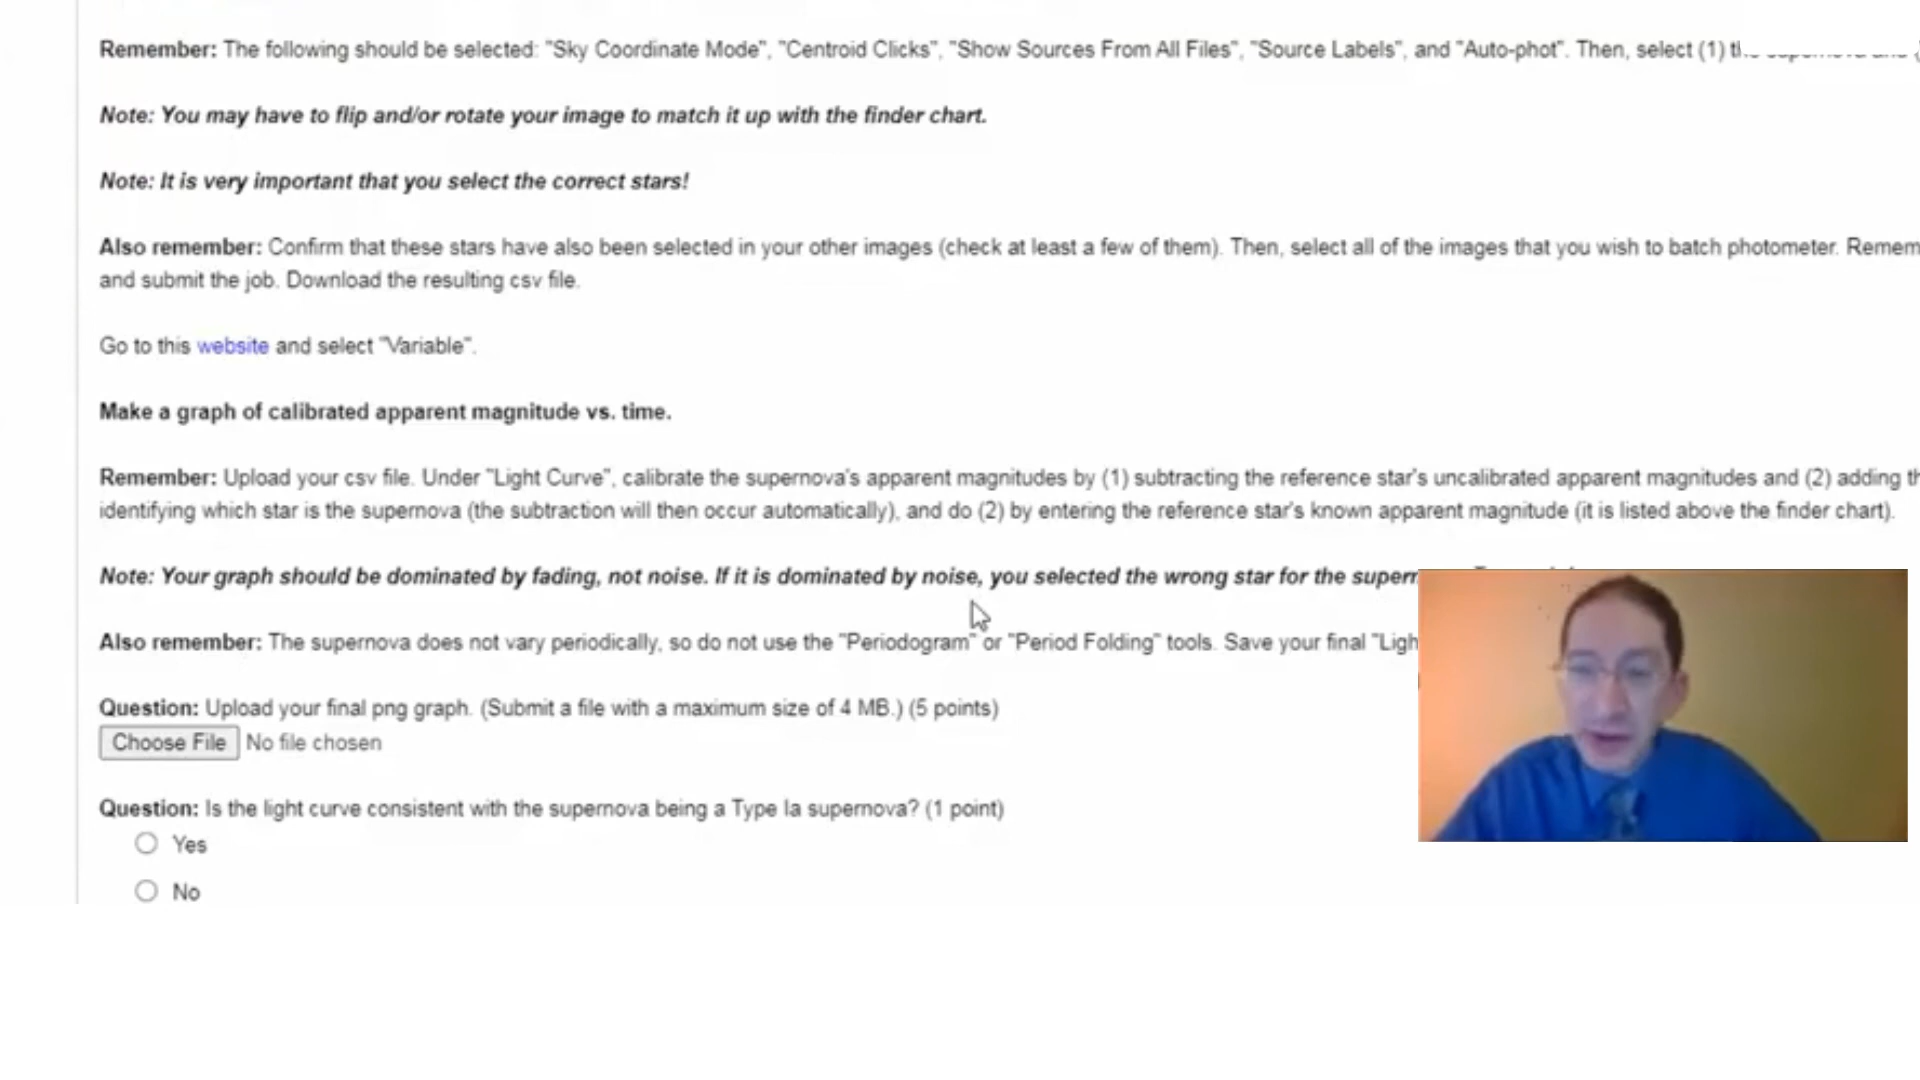 Remember: The following should be selected: "Sky Coordinate Mode", "Centroid Clicks", "Show Sources From All Files", "Source Labels", and "Auto-phot". Then, select (1)
Note: You may have to flip and/or rotate your image to match it up with the finder chart.
Note: It is very important that you select the correct stars!
Also remember: Confirm that these stars have also been selected in your other images (check at least a few of them). Then, select all of the images that you wish to batch photometer. Remem
and submit the job. Download the resulting csv file.
Go to this website and select "Variable".
Make a graph of calibrated apparent magnitude vs. time.
Remember: Upload your csv file. Under "Light Curve", calibrate the supernova's apparent magnitudes by (1) subtracting the reference star's uncalibrated apparent magnitudes and (2) adding th
identifying which star is the supernova (the subtraction will then occur automatically), and do (2) by entering the reference star's known apparent magnitude (it is listed above the finder chart).
Note: Your graph should be dominated by fading, not noise. If it is dominated by noise, you selected the wrong star for the supern
Also remember: The supernova does not vary periodically, so do not use the "Periodogram" or "Period Folding" tools. Save your final "Ligh
Question: Upload your final png graph. (Submit a file with a maximum size of 4 MB.) (5 points)
Choose File No file chosen
Question: Is the light curve consistent with the supernova being a Type Ia supernova? (1 point)
Yes
No